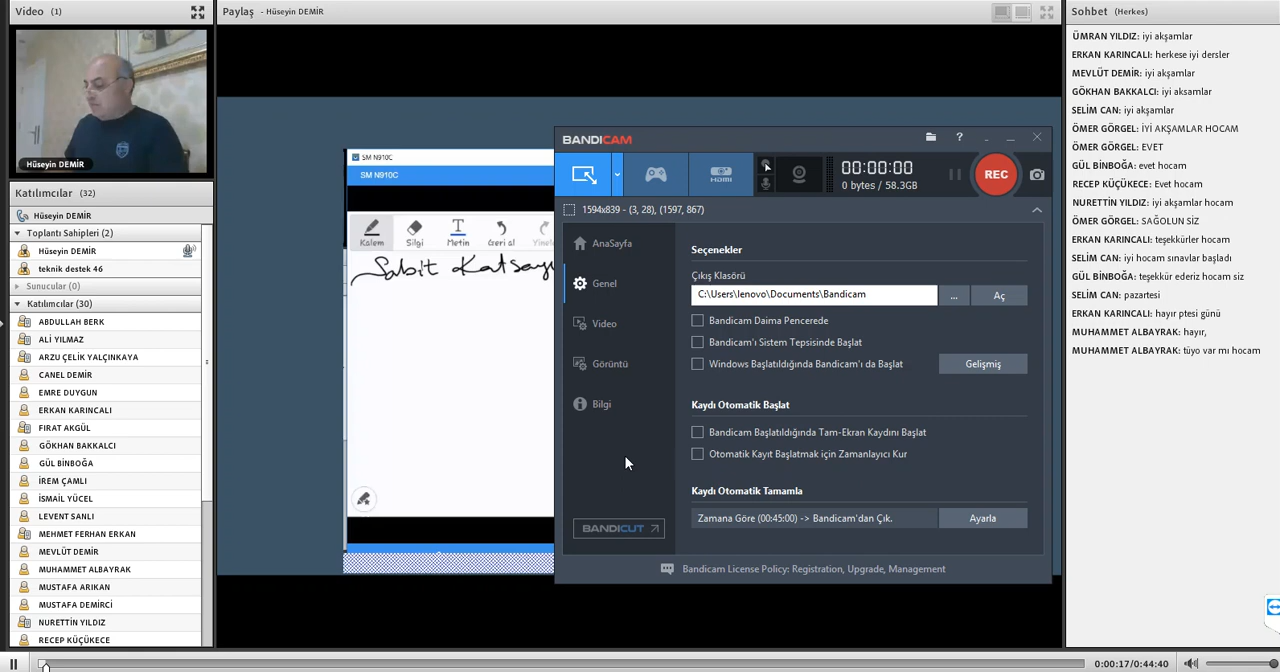 Video (1)
Paylaş - Hüseyin DEMİR
Sohbet (Herkes)
Hüseyin DEMİR
Katılımcılar (32)
Hüseyin DEMİR
Toplantı Sahipleri (2)
Hüseyin DEMİR
teknik destek 46
Sunucular (0)
Katılımcılar (30)
ABDULLAH BERK
ALİ YILMAZ
ARZU ÇELİK YALÇINKAYA
CANEL DEMİR
EMRE DUYGUN
ERKAN KARINCALI
FIRAT AKGÜL
GÖKHAN BAKKALCI
GÜL BİNBOĞA
İREM ÇAMLI
İSMAİL YÜCEL
LEVENT SANLI
MEHMET FERHAN ERKAN
MEVLÜT DEMİR
MUHAMMET ALBAYRAK
MUSTAFA ARIKAN
MUSTAFA DEMİRCİ
NURETTİN YILDIZ
RECEP KÜÇÜKECE
SM N910C
SM N910C
Kalem Silgi Metin Geri al Yinele
Sabit Katsayı
BANDICAM
?
HDMI
00:00:00
0 bytes / 58.3GB
REC
1594x839 - (3, 28), (1597, 867)
AnaSayfa
Genel
Video
Görüntü
Bilgi
BANDICUT
Seçenekler
Çıkış Klasörü
C:\Users\lenovo\Documents\Bandicam ... Aç
Bandicam Daima Pencerede
Bandicam'ı Sistem Tepsisinde Başlat
Windows Başlatıldığında Bandicam'ı da Başlat Gelişmiş
Kaydı Otomatik Başlat
Bandicam Başlatıldığında Tam-Ekran Kaydını Başlat
Otomatik Kayıt Başlatmak için Zamanlayıcı Kur
Kaydı Otomatik Tamamla
Zamana Göre (00:45:00) -> Bandicam'dan Çık. Ayarla
Bandicam License Policy: Registration, Upgrade, Management
ÜMRAN YILDIZ: iyi akşamlar
ERKAN KARINCALI: herkese iyi dersler
MEVLÜT DEMİR: iyi akşamlar
GÖKHAN BAKKALCI: iyi aksamlar
SELİM CAN: iyi akşamlar
ÖMER GÖRGEL: İYİ AKŞAMLAR HOCAM
ÖMER GÖRGEL: EVET
GÜL BİNBOĞA: evet hocam
RECEP KÜÇÜKECE: Evet hocam
NURETTİN YILDIZ: iyi akşamlar hocam
ÖMER GÖRGEL: SAĞOLUN SİZ
ERKAN KARINCALI: teşekkürler hocam
SELİM CAN: iyi hocam sınavlar başladı
GÜL BİNBOĞA: teşekkür ederiz hocam siz
SELİM CAN: pazartesi
ERKAN KARINCALI: hayır ptesi günü
MUHAMMET ALBAYRAK: hayır,
MUHAMMET ALBAYRAK: tüyo var mı hocam
0:00:17/0:44:40